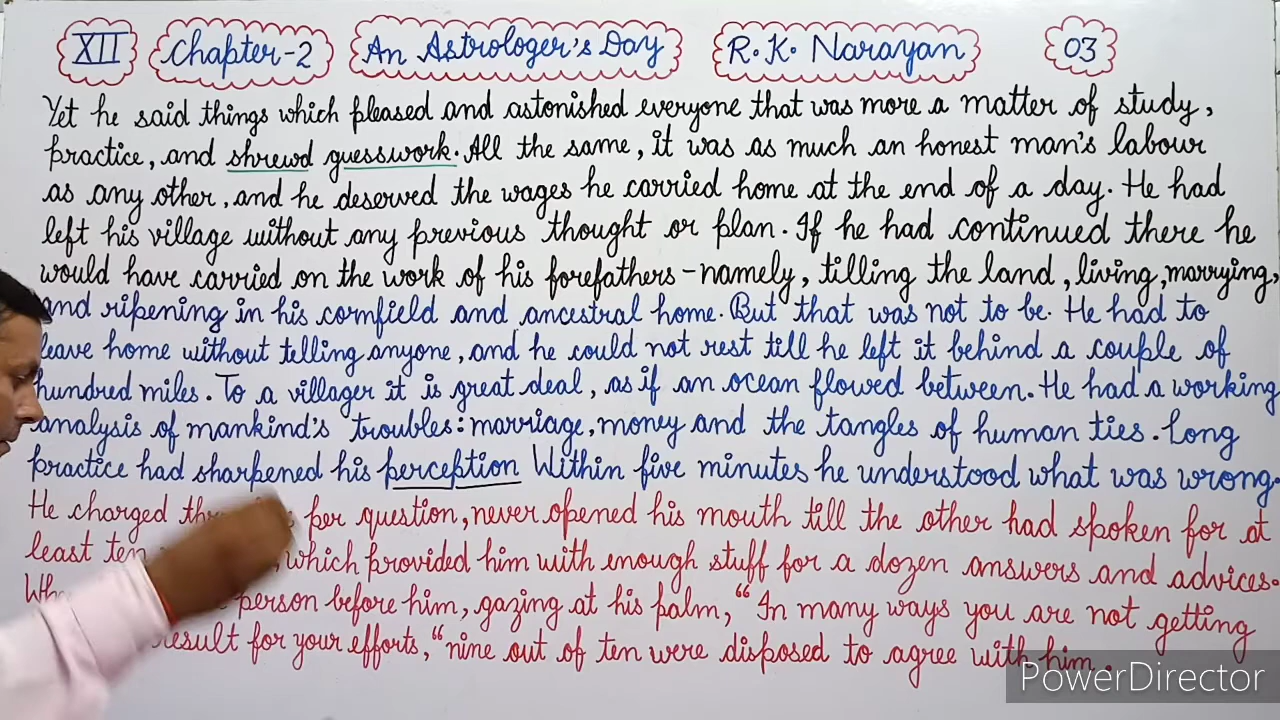 XII Chapter-2 An Astrologer's Day R.K. Narayan 03
Yet he said things which pleased and astonished everyone that was more a matter of study,
practice, and shrewd guesswork. All the same, it was as much an honest man's labour
as any other, and he deserved the wages he carried home at the end of a day. He had
left his village without any previous thought or plan. If he had continued there he
would have carried on the work of his forefathers - namely, tilling the land, living, marrying,
and ripening in his cornfield and ancestral home. But that was not to be. He had to
leave home without telling anyone, and he could not rest till he left it behind a couple of
hundred miles. To a villager it is great deal, as if an ocean flowed between. He had a working
analysis of mankind's troubles: marriage, money and the tangles of human ties. Long
practice had sharpened his perception Within five minutes he understood what was wrong.
He charged per question, never opened his mouth till the other had spoken for at
least ten which provided him with enough stuff for a dozen answers and advices.
person before him, gazing at his palm, "In many ways you are not getting
result for your efforts, "nine out of ten were disposed to agree with him.
PowerDirector